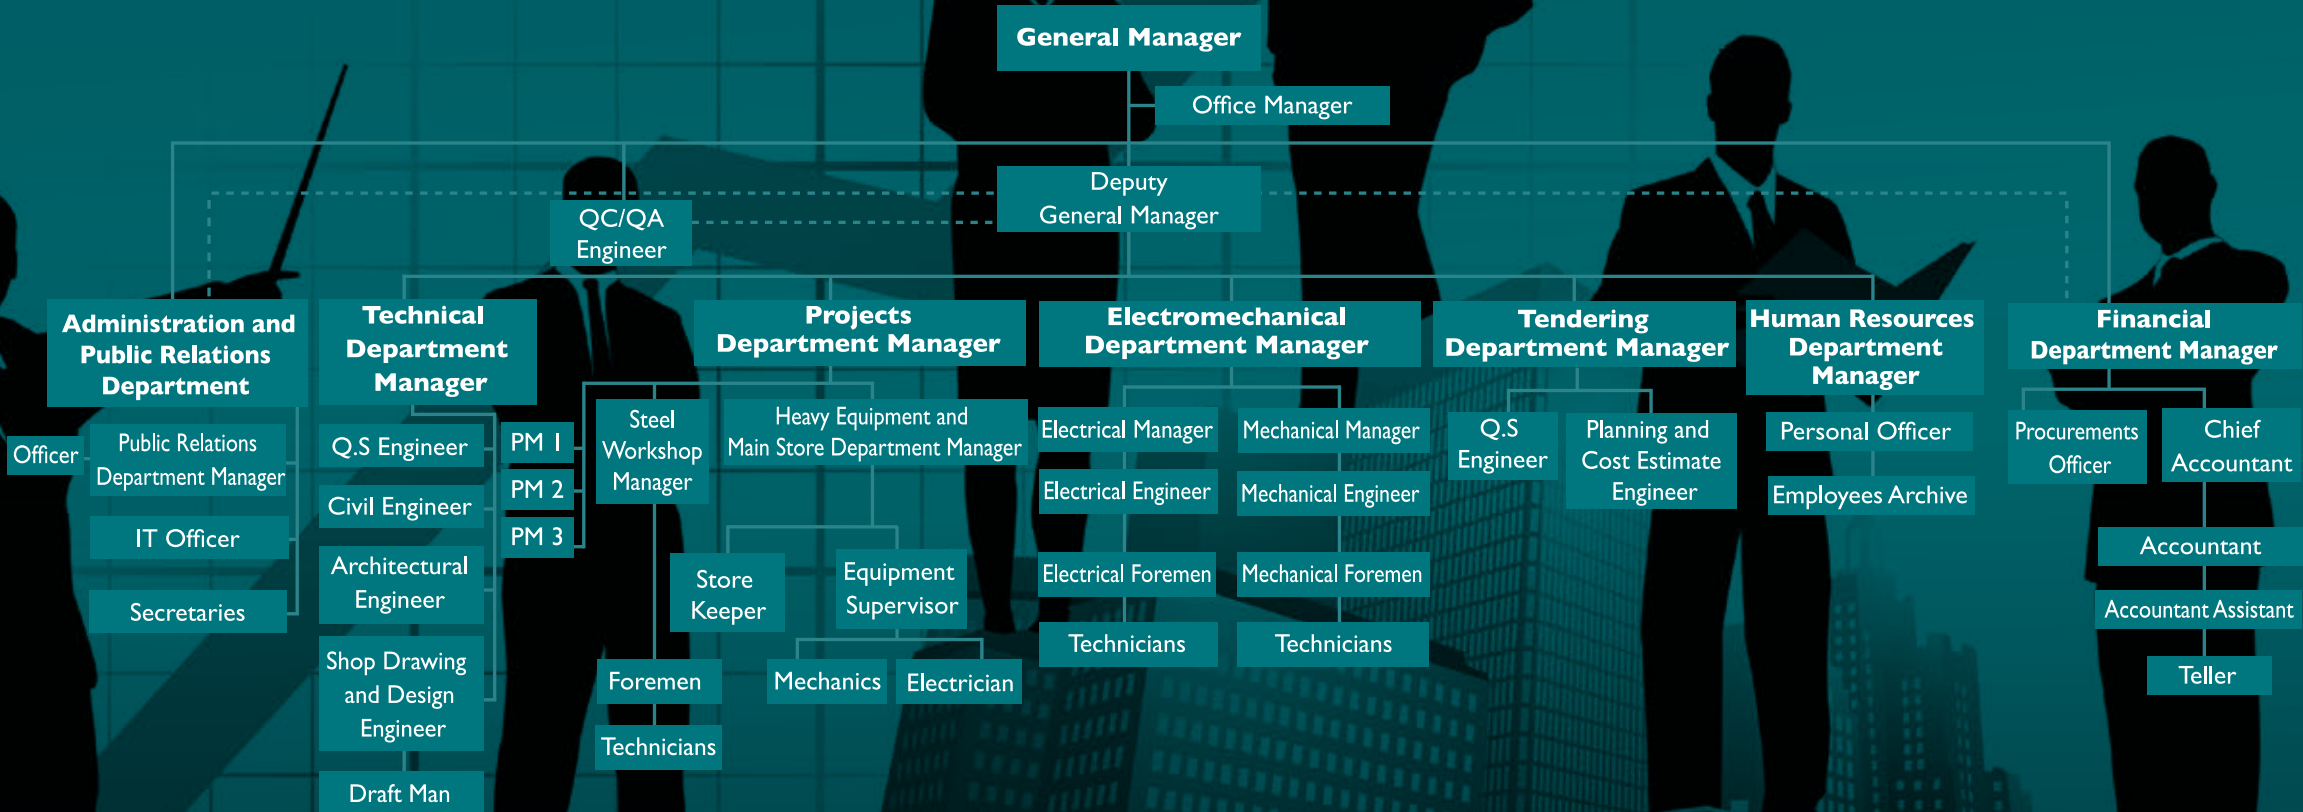 General Manager
Office Manager
Deputy
General Manager
QC/QA
Engineer
Administration and
Public Relations
Department
Officer
Public Relations
Department Manager
IT Officer
Secretaries
Technical
Department
Manager
Q.S Engineer
Civil Engineer
Architectural
Engineer
Shop Drawing
and Design
Engineer
Draft Man
Projects
Department Manager
PM 1
PM 2
PM 3
Steel
Workshop
Manager
Foremen
Technicians
Heavy Equipment and
Main Store Department Manager
Store
Keeper
Equipment
Supervisor
Mechanics
Electrician
Electromechanical
Department Manager
Electrical Manager
Electrical Engineer
Electrical Foremen
Technicians
Mechanical Manager
Mechanical Engineer
Mechanical Foremen
Technicians
Tendering
Department Manager
Q.S
Engineer
Planning and
Cost Estimate
Engineer
Human Resources
Department
Manager
Personal Officer
Employees Archive
Financial
Department Manager
Procurements
Officer
Chief
Accountant
Accountant
Accountant Assistant
Teller